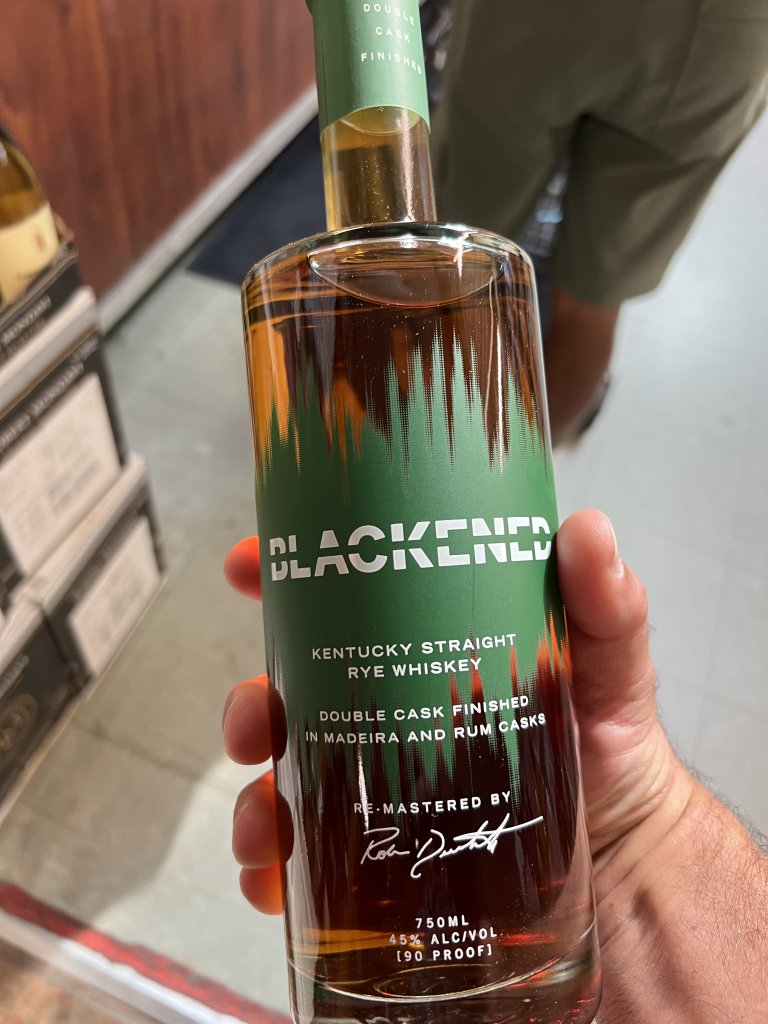 DOUBLE
CASK
FINISHED
BLACKENED
KENTUCKY STRAIGHT
RYE WHISKEY
DOUBLE CASK FINISHED
IN MADEIRA AND RUM CASKS
RE-MASTERED BY
750ML
45% ALC/VOL
[90 PROOF]